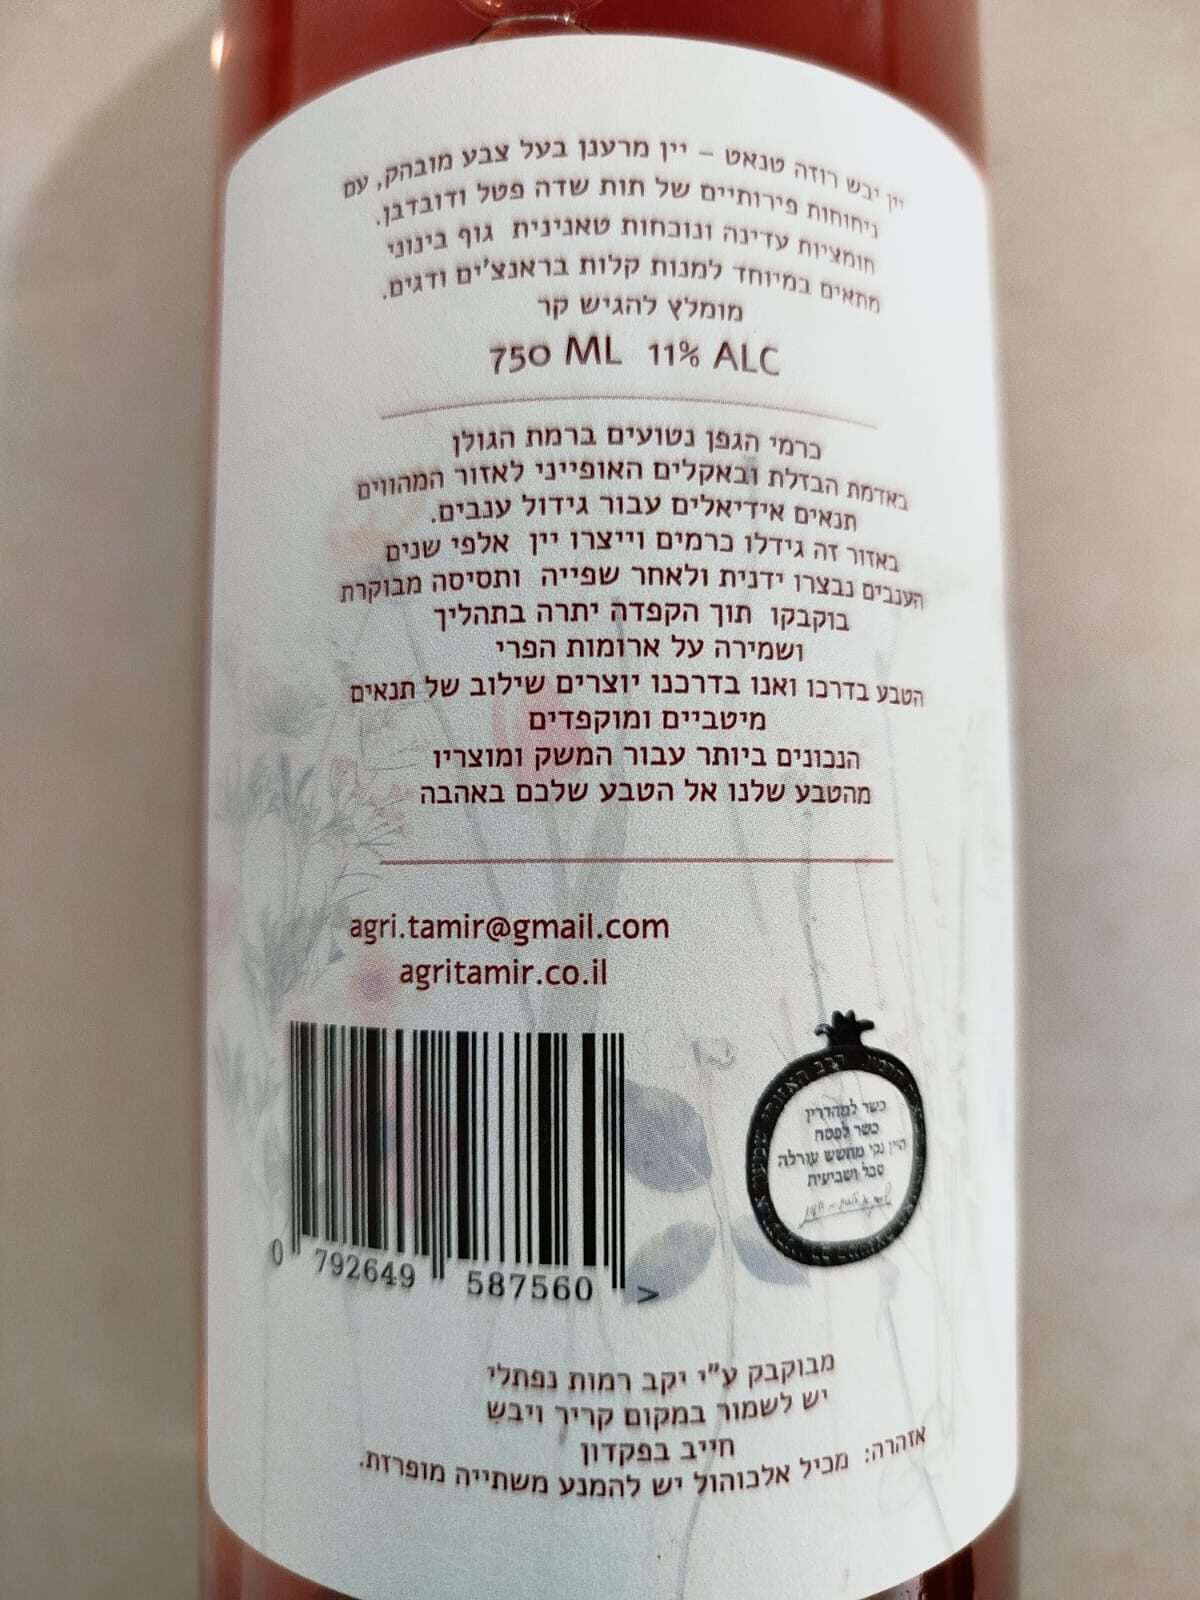 יין יבש רוזה טנאט – יין מרענן בעל צבע מובהק, עם
ניחוחות פירותיים של תות שדה פטל ודובדבן.
חומציות עדינה ונוכחות טאנינית גוף בינוני
מתאים במיוחד למנות קלות בראנצ'ים ודגים.
מומלץ להגיש קר
750 ML 11% ALC
כרמי הגפן נטועים ברמת הגולן
באדמת הבזלת ובאקלים האופייני לאזור המהווים
תנאים אידיאלים עבור גידול ענבים.
באזור זה גידלו כרמים וייצרו יין אלפי שנים
הענבים נבצרו ידנית ולאחר שפייה ותסיסה מבוקרת
בוקבקו תוך הקפדה יתרה בתהליך
ושמירה על ארומות הפרי
הטבע בדרכו ואנו בדרכנו יוצרים שילוב של תנאים
מיטביים ומוקפדים
הנכונים ביותר עבור המשק ומוצריו
מהטבע שלנו אל הטבע שלכם באהבה
agri.tamir@gmail.com
agritamir.co.il
0 792649 587560 >
הרב האזורי שמעון
כשר למהדרין
כשר לפסח
היין נקי מחשש עורלה
טבל ושביעית
מבוקבק ע"י יקב רמות נפתלי
יש לשמור במקום קריר ויבש
חייב בפקדון
אזהרה: מכיל אלכוהול יש להמנע משתייה מופרזת.